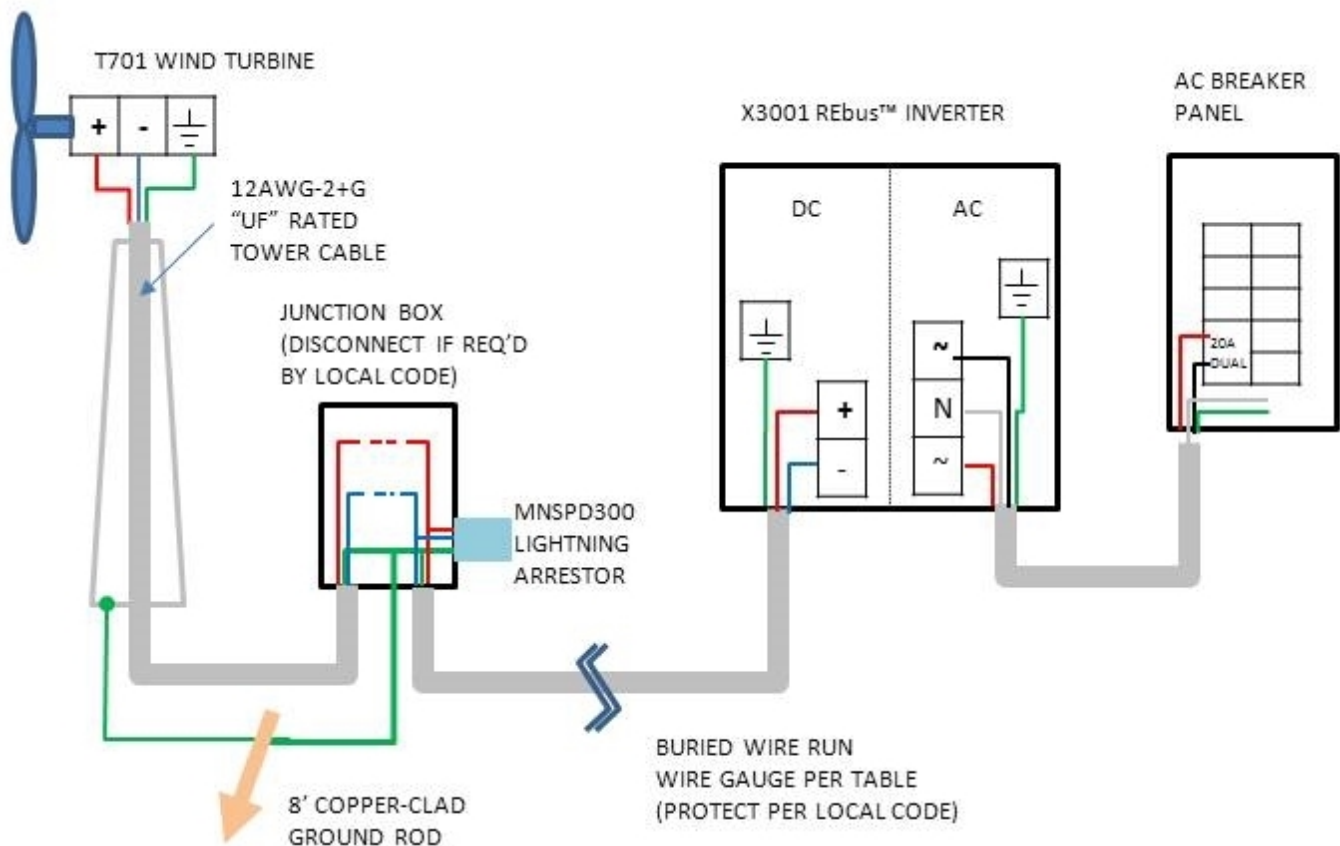 T701 WIND TURBINE
+ -
12AWG-2+G
“UF” RATED
TOWER CABLE
JUNCTION BOX
(DISCONNECT IF REQ’D
BY LOCAL CODE)
MNSPD300
LIGHTNING
ARRESTOR
8’ COPPER-CLAD
GROUND ROD
BURIED WIRE RUN
WIRE GAUGE PER TABLE
(PROTECT PER LOCAL CODE)
X3001 REbus™ INVERTER
DC
+
-
AC
~
N
~
AC BREAKER
PANEL
20A
DUAL